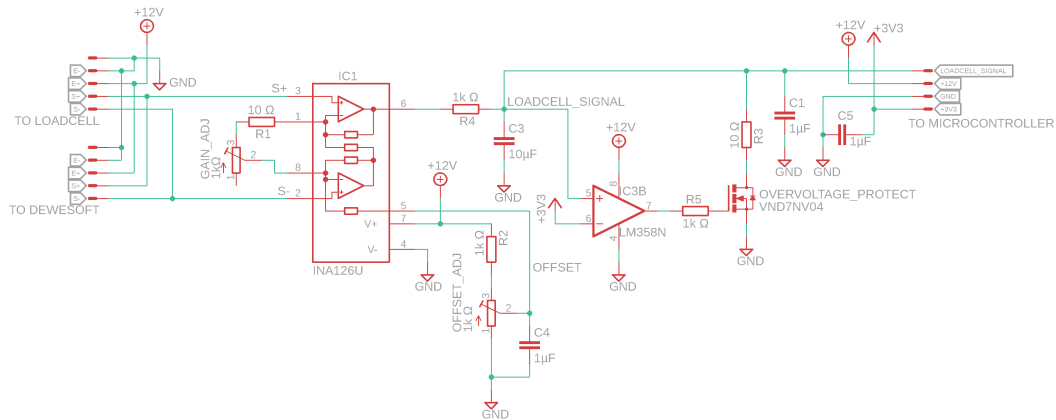 +12V
E-
E+
S+
S-
GND
TO LOADCELL
E-
E+
S+
S-
TO DEWESOFT
GAIN_ADJ
1kΩ
3
2
1
10 Ω
R1
S+
S-
IC1
3
1
8
2
6
5
7
4
V+
V-
INA126U
+12V
GND
1k Ω
R2
OFFSET_ADJ
1k Ω
3
2
1
OFFSET
C4
1µF
GND
1k Ω
R4
LOADCELL_SIGNAL
C3
10µF
GND
+3V3
+12V
8
5
6
7
4
IC3B
LM358N
GND
R5
1k Ω
10 Ω
R3
OVERVOLTAGE_PROTECT
VND7NV04
GND
C1
1µF
GND
+12V
+3V3
C5
1µF
GND
LOADCELL_SIGNAL
+12V
GND
+3V3
TO MICROCONTROLLER